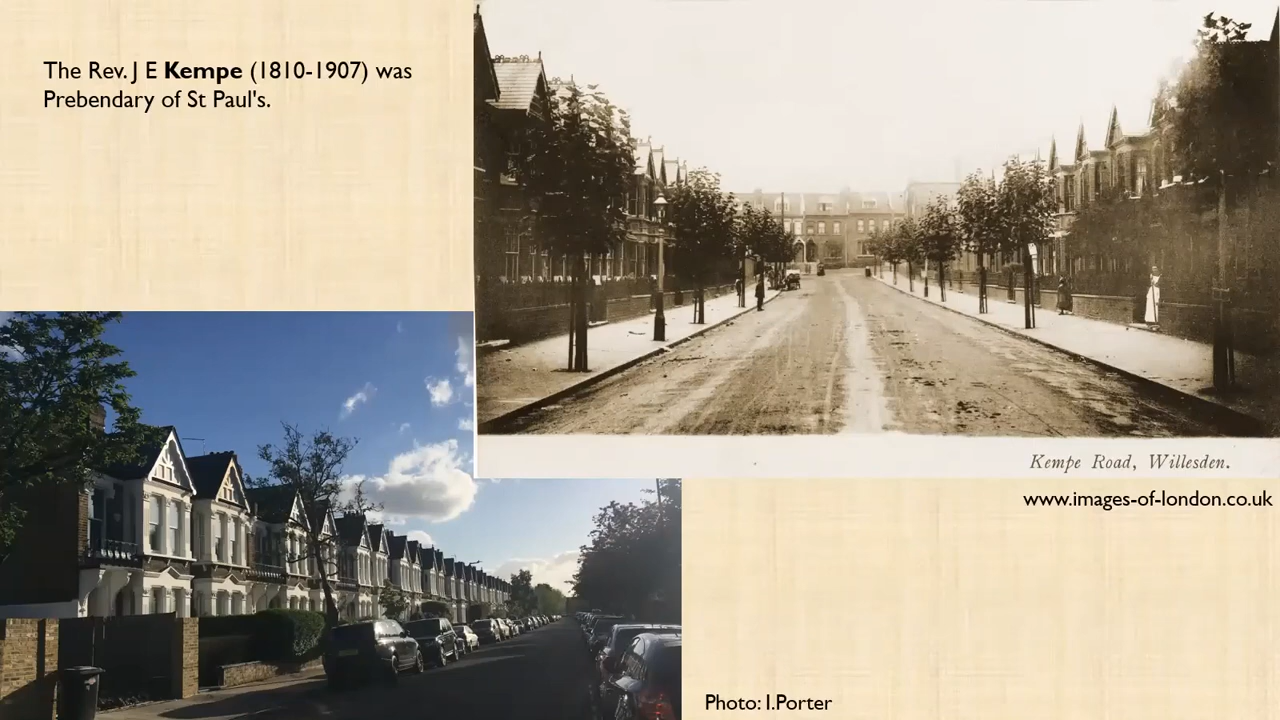 The Rev. J E Kempe (1810-1907) was
Prebendary of St Paul's.
Kempe Road, Willesden.
www.images-of-london.co.uk
Photo: I.Porter